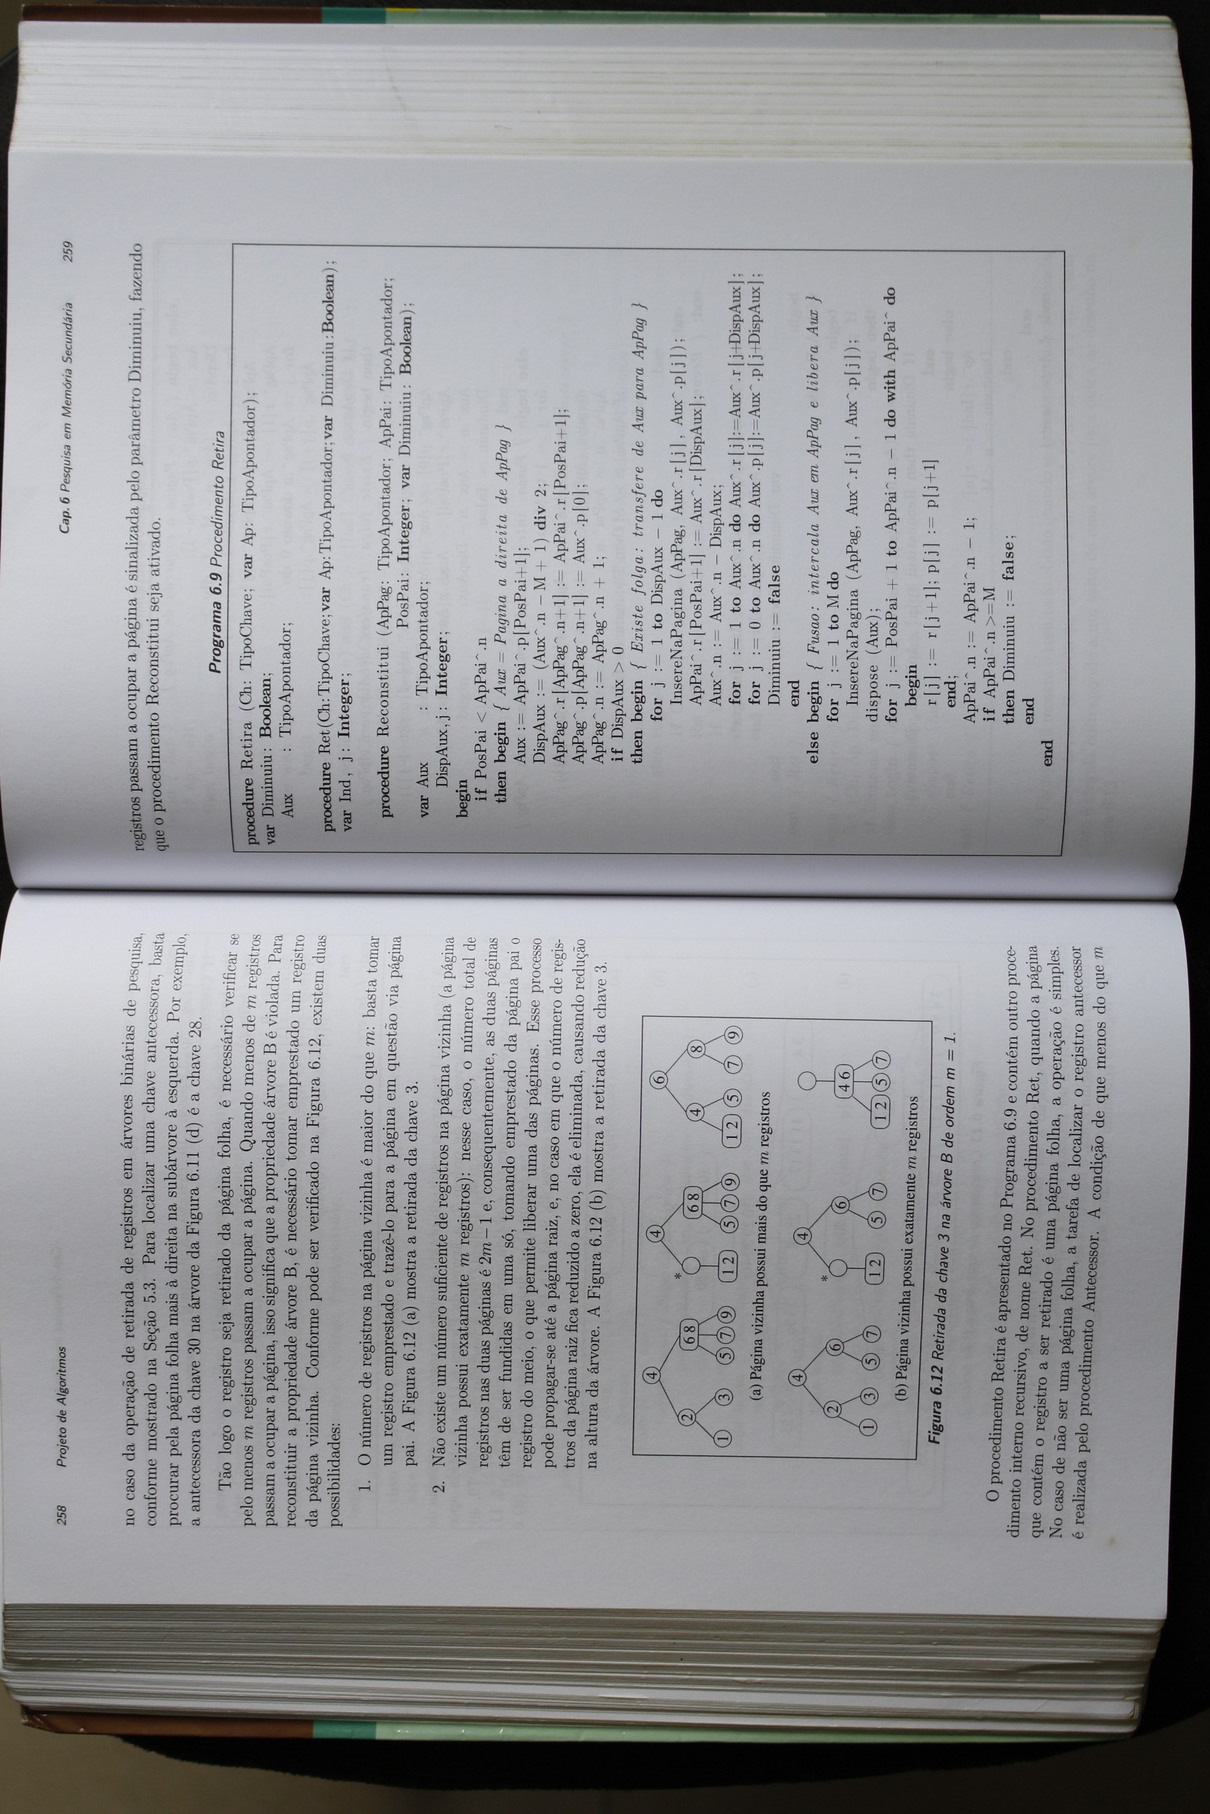 258 Projeto de Algoritmos
no caso da operação de retirada de registros em árvores binárias de pesquisa,
conforme mostrado na Seção 5.3. Para localizar uma chave antecessora, basta
procurar pela página folha mais à direita na subárvore à esquerda. Por exemplo,
a antecessora da chave 30 na árvore da Figura 6.11 (d) é a chave 28.
Tão logo o registro seja retirado da página folha, é necessário verificar se
pelo menos m registros passam a ocupar a página. Quando menos de m registros
passam a ocupar a página, isso significa que a propriedade árvore B é violada. Para
reconstituir a propriedade árvore B, é necessário tomar emprestado um registro
da página vizinha. Conforme pode ser verificado na Figura 6.12, existem duas
possibilidades:
1. O número de registros na página vizinha é maior do que m: basta tomar
um registro emprestado e trazê-lo para a página em questão via página
pai. A Figura 6.12 (a) mostra a retirada da chave 3.
2. Não existe um número suficiente de registros na página vizinha (a página
vizinha possui exatamente m registros): nesse caso, o número total de
registros nas duas páginas é 2m − 1 e, consequentemente, as duas páginas
têm de ser fundidas em uma só, tomando emprestado da página pai o
registro do meio, o que permite liberar uma das páginas. Esse processo
pode propagar-se até a página raiz, e, no caso em que o número de regis-
tros da página raiz fica reduzido a zero, ela é eliminada, causando redução
na altura da árvore. A Figura 6.12 (b) mostra a retirada da chave 3.
4 4 6
2 6 8 * 6 8 4 8
1 3 5 7 9 1 2 5 7 9 1 2 5 7 9
(a) Página vizinha possui mais do que m registros
4 4
2 6 * 6 4 6
1 3 5 7 1 2 5 7 1 2 5 7
(b) Página vizinha possui exatamente m registros
Figura 6.12 Retirada da chave 3 na árvore B de ordem m = 1.
O procedimento Retira é apresentado no Programa 6.9 e contém outro proce-
dimento interno recursivo, de nome Ret. No procedimento Ret, quando a página
que contém o registro a ser retirado é uma página folha, a operação é simples.
No caso de não ser uma página folha, a tarefa de localizar o registro antecessor
é realizada pelo procedimento Antecessor. A condição de que menos do que m
Cap. 6 Pesquisa em Memória Secundária 259
registros passam a ocupar a página é sinalizada pelo parâmetro Diminuiu, fazendo
que o procedimento Reconstitui seja ativado.
Programa 6.9 Procedimento Retira
procedure Retira (Ch: TipoChave; var Ap: TipoApontador);
var Diminuiu: Boolean;
Aux : TipoApontador;
procedure Ret(Ch:TipoChave;var Ap:TipoApontador;var Diminuiu:Boolean);
var Ind, j: Integer;
procedure Reconstitui (ApPag: TipoApontador; ApPai: TipoApontador;
PosPai: Integer; var Diminuiu: Boolean);
var Aux : TipoApontador;
DispAux,j: Integer;
begin
if PosPai < ApPai^.n
then begin { Aux = Pagina a direita de ApPag }
Aux := ApPai^.p[PosPai+1];
DispAux := (Aux^.n − M + 1) div 2;
ApPag^.r[ApPag^.n+1] := ApPai^.r[PosPai+1];
ApPag^.p[ApPag^.n+1] := Aux^.p[0];
ApPag^.n := ApPag^.n + 1;
if DispAux > 0
then begin { Existe folga: transfere de Aux para ApPag }
for j := 1 to DispAux − 1 do
InsereNaPagina (ApPag, Aux^.r[j], Aux^.p[j]);
ApPai^.r[PosPai+1] := Aux^.r[DispAux];
Aux^.n := Aux^.n − DispAux;
for j := 1 to Aux^.n do Aux^.r[j]:=Aux^.r[j+DispAux];
for j := 0 to Aux^.n do Aux^.p[j]:=Aux^.p[j+DispAux];
Diminuiu := false
end
else begin { Fusao: intercala Aux em ApPag e libera Aux }
for j := 1 to M do
InsereNaPagina (ApPag, Aux^.r[j], Aux^.p[j]);
dispose (Aux);
for j := PosPai + 1 to ApPai^.n − 1 do with ApPai^ do
begin
r[j] := r[j+1]; p[j] := p[j+1]
end;
ApPai^.n := ApPai^.n − 1;
if ApPai^.n >=M
then Diminuiu := false;
end
end